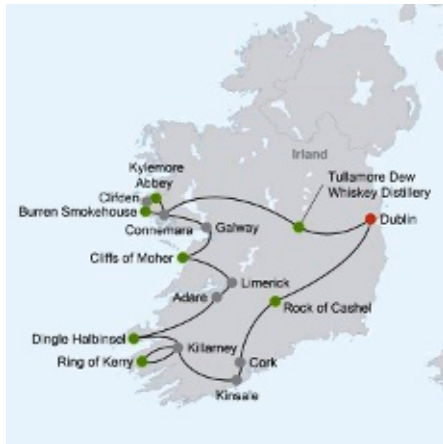 Irland
Kylemore
Abbey
Tullamore Dew
Whiskey Distillery
Clifden
Burren Smokehouse
Connemara
Galway
Dublin
Cliffs of Moher
Limerick
Adare
Rock of Cashel
Dingle Halbinsel
Killarney
Ring of Kerry
Cork
Kinsale